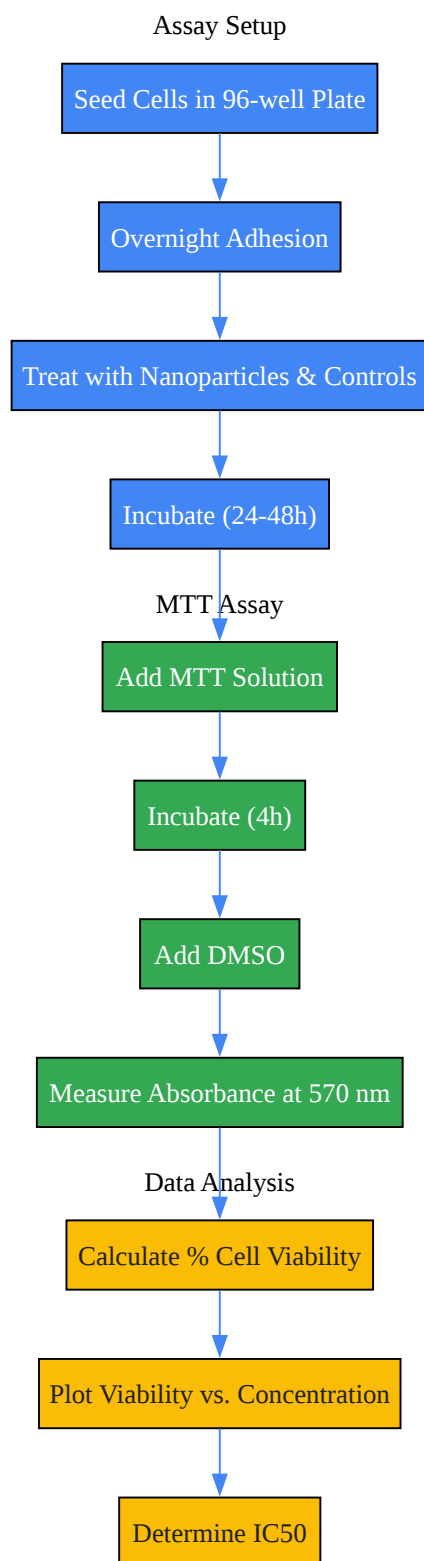 Assay Setup
Seed Cells in 96-well Plate
Overnight Adhesion
Treat with Nanoparticles & Controls
Incubate (24-48h)
MTT Assay
Add MTT Solution
Incubate (4h)
Add DMSO
Measure Absorbance at 570 nm
Data Analysis
Calculate % Cell Viability
Plot Viability vs. Concentration
Determine IC50